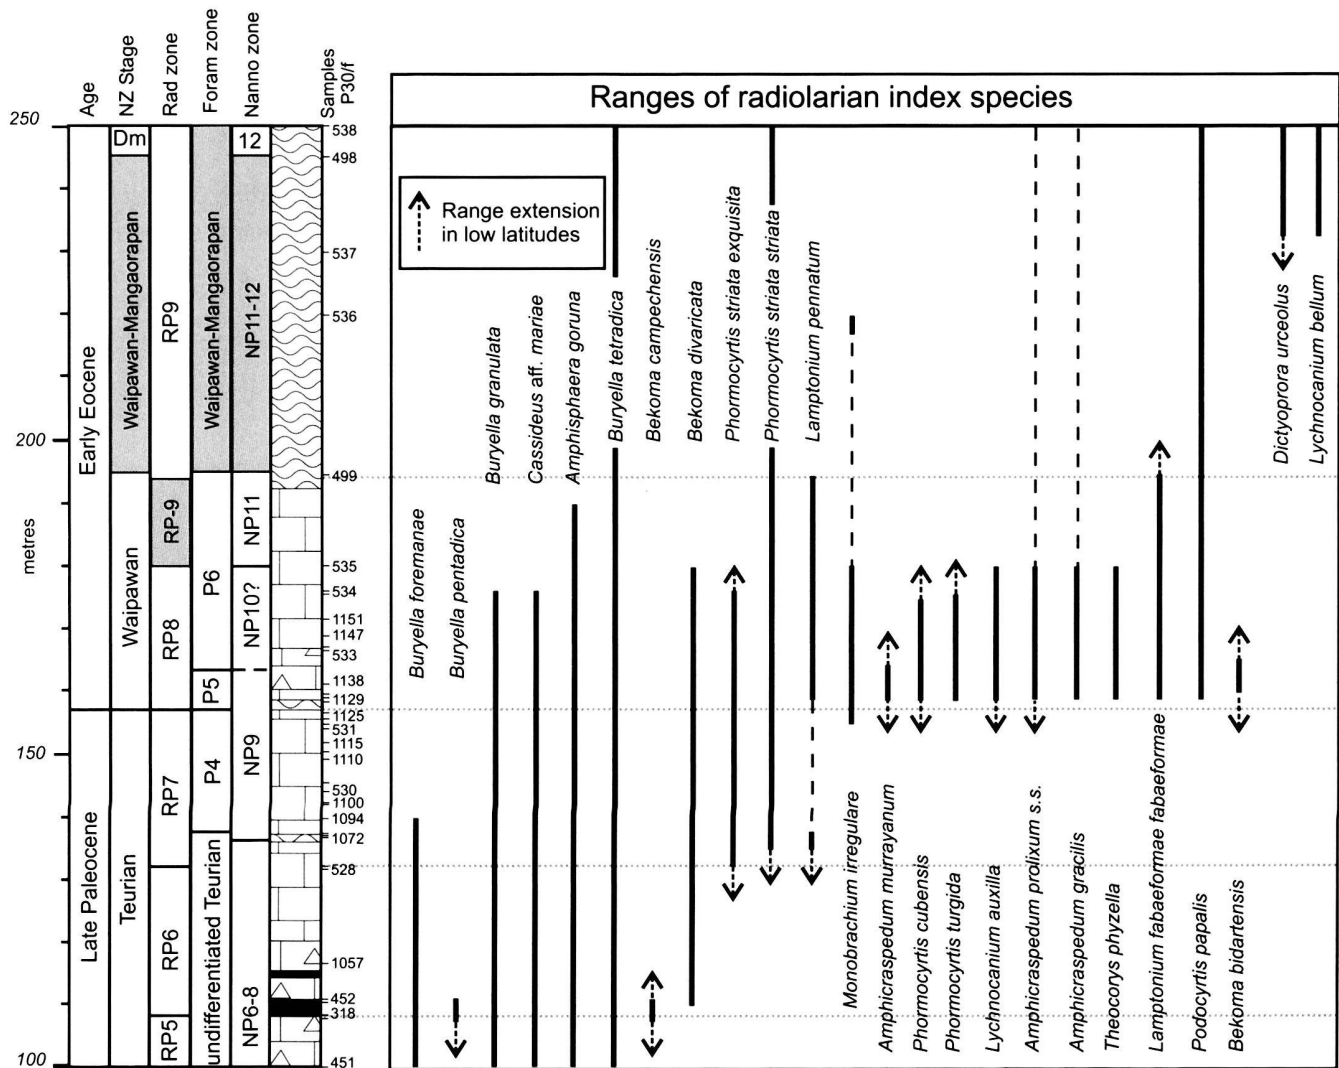 Age
NZ Stage
Rad zone
Foram zone
Nanno zone
Samples
P30/f
Ranges of radiolarian index species
Range extension
in low latitudes
metres
250
200
150
100
Early Eocene
Late Paleocene
Dm
Waipawan-Mangaorapan
Waipawan
Teurian
RP9
RP-9
RP8
RP7
RP6
RP5
Waipawan-Mangaorapan
P6
P5
P4
undifferentiated Teurian
12
NP11-12
NP11
NP10?
NP9
NP6-8
538
498
537
536
499
535
534
1151
1147
533
1138
1129
1125
531
1115
1110
530
1100
1094
1072
528
1057
452
318
451
Buryella foremanae
Buryella pentadica
Buryella granulata
Cassideus aff. mariae
Amphisphaera goruna
Buryella tetradica
Bekoma campechensis
Bekoma divaricata
Phormocyrtis striata exquisita
Phormocyrtis striata striata
Lamptonium pennatum
Monobrachium irregulare
Amphicraspedum murrayanum
Phormocyrtis cubensis
Phormocyrtis turgida
Lychnocanium auxilla
Amphicraspedum prolixum s.s.
Amphicraspedum gracilis
Theocorys phyzella
Lamptonium fabaeformae fabaeformae
Podocyrtis papalis
Bekoma bidartensis
Dictyopora urceolus
Lychnocanium bellum